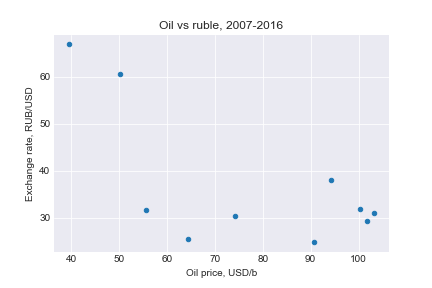 Oil vs ruble, 2007-2016
Exchange rate, RUB/USD
60
50
40
30
40 50 60 70 80 90 100
Oil price, USD/b